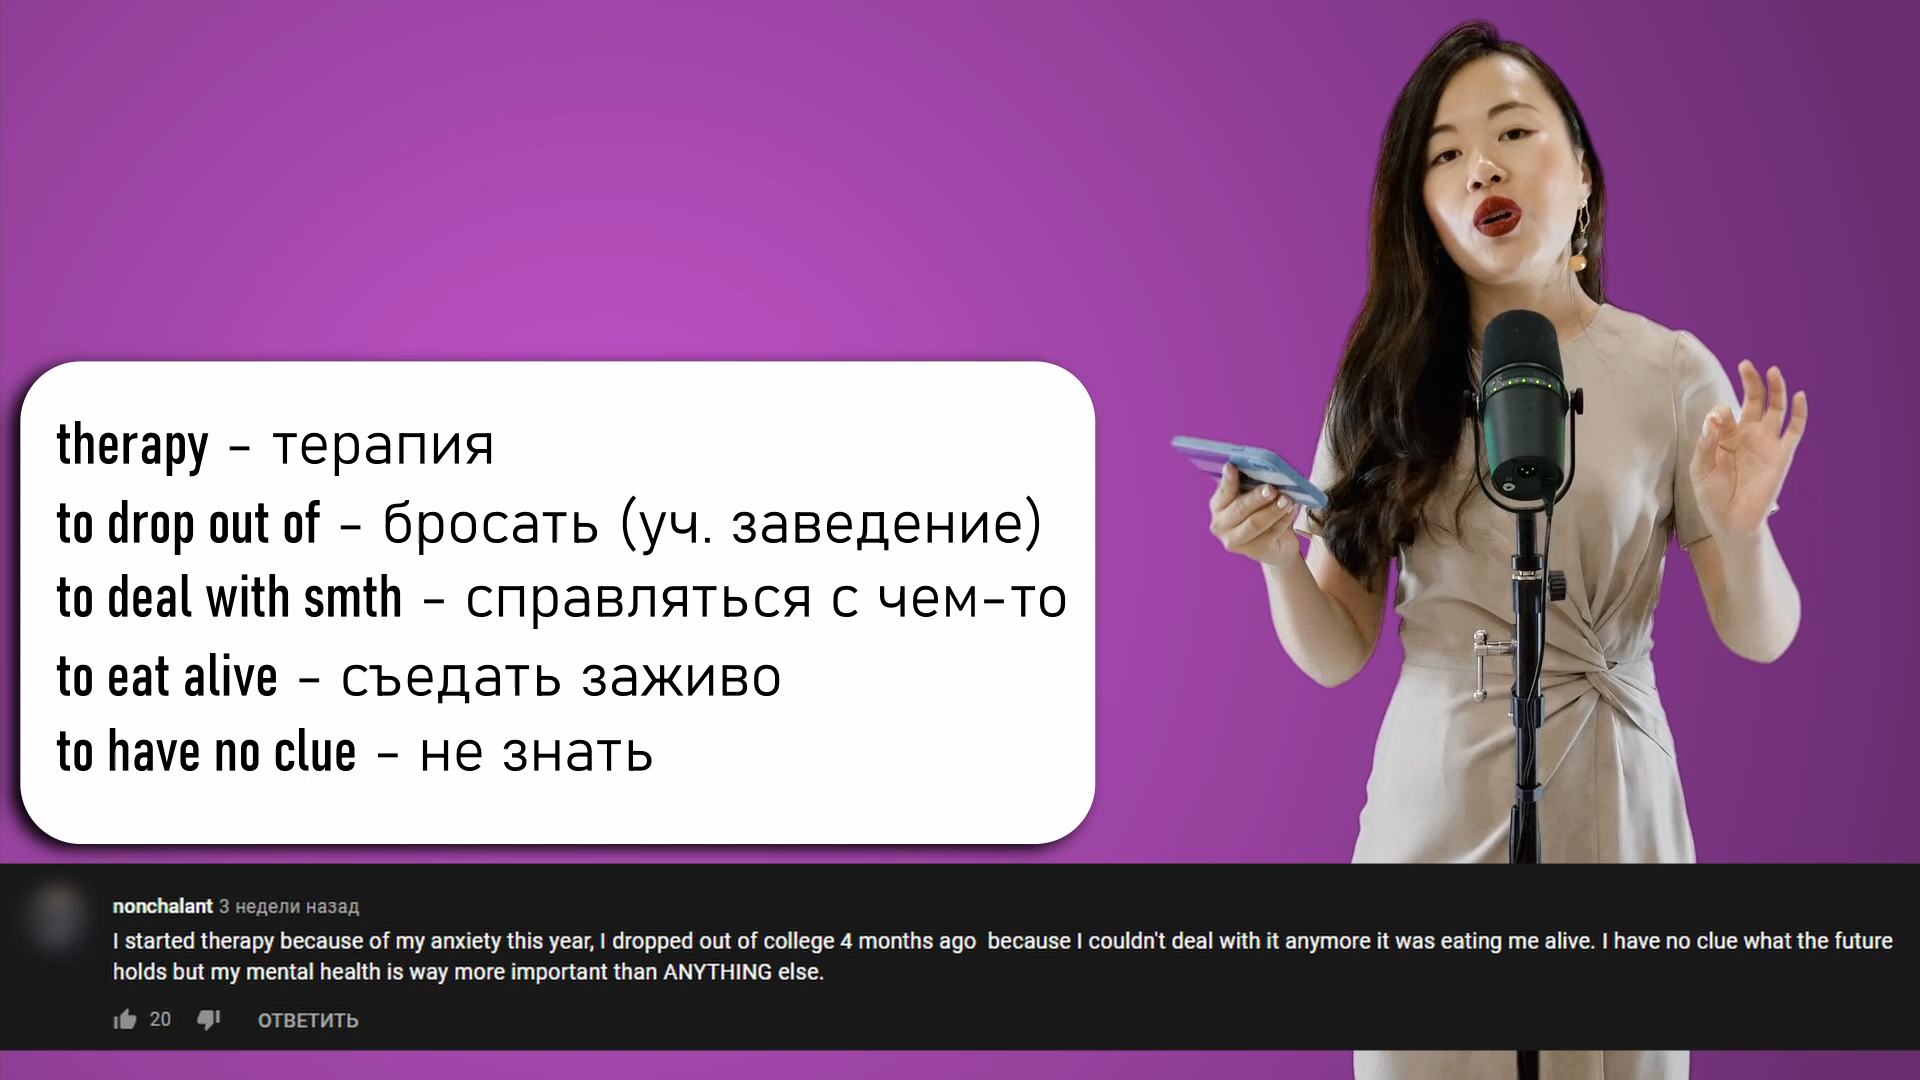 therapy - терапия
to drop out of - бросать (уч. заведение)
to deal with smth - справляться с чем-то
to eat alive - съедать заживо
to have no clue - не знать
nonchalant 3 недели назад
I started therapy because of my anxiety this year, I dropped out of college 4 months ago  because I couldn't deal with it anymore it was eating me alive. I have no clue what the future
holds but my mental health is way more important than ANYTHING else.
20 ОТВЕТИТЬ